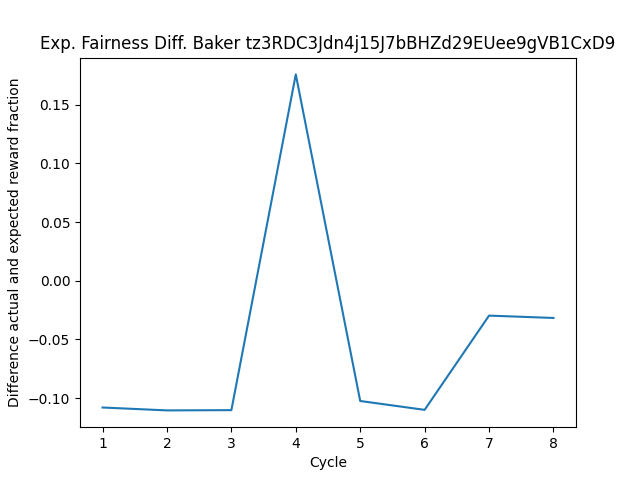 Exp. Fairness Diff. Baker tz3RDC3Jdn4j15J7bBHZd29EUee9gVB1CxD9
Difference actual and expected reward fraction
0.15
0.10
0.05
0.00
−0.05
−0.10
1 2 3 4 5 6 7 8
Cycle